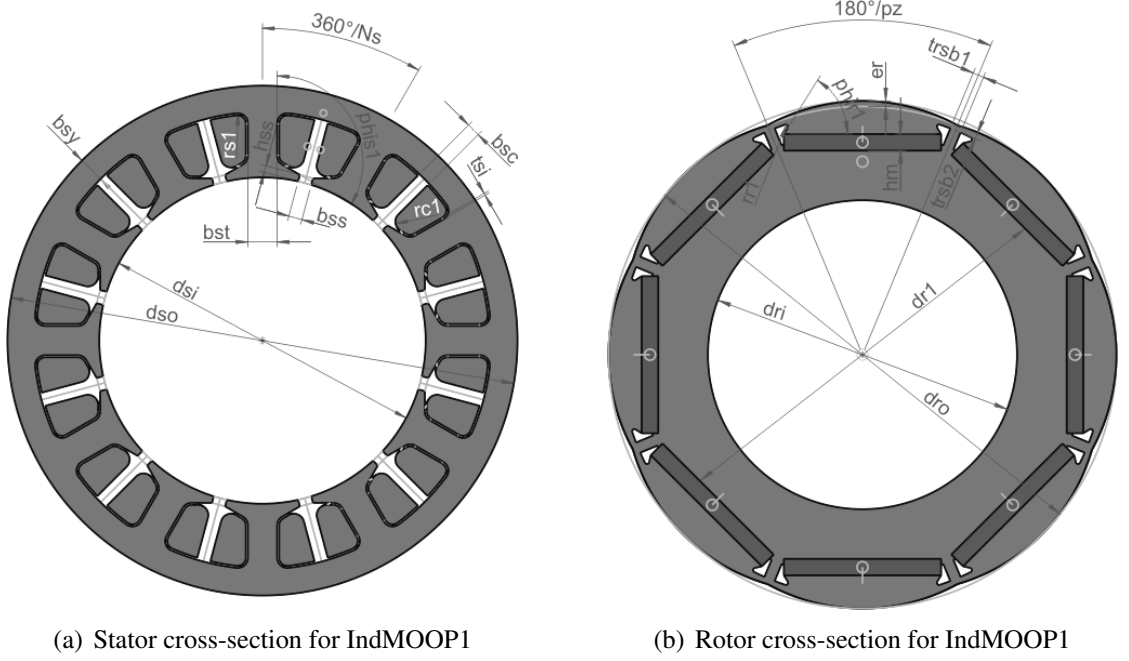 360°/Ns
bsy
hss
rs1
phis1
bsc
tsi
rc1
bss
bst
dsi
dso
180°/pz
trsb1
er
phir1
rr1
hm
trsb2
dr1
dri
dro
(a) Stator cross-section for IndMOOP1
(b) Rotor cross-section for IndMOOP1